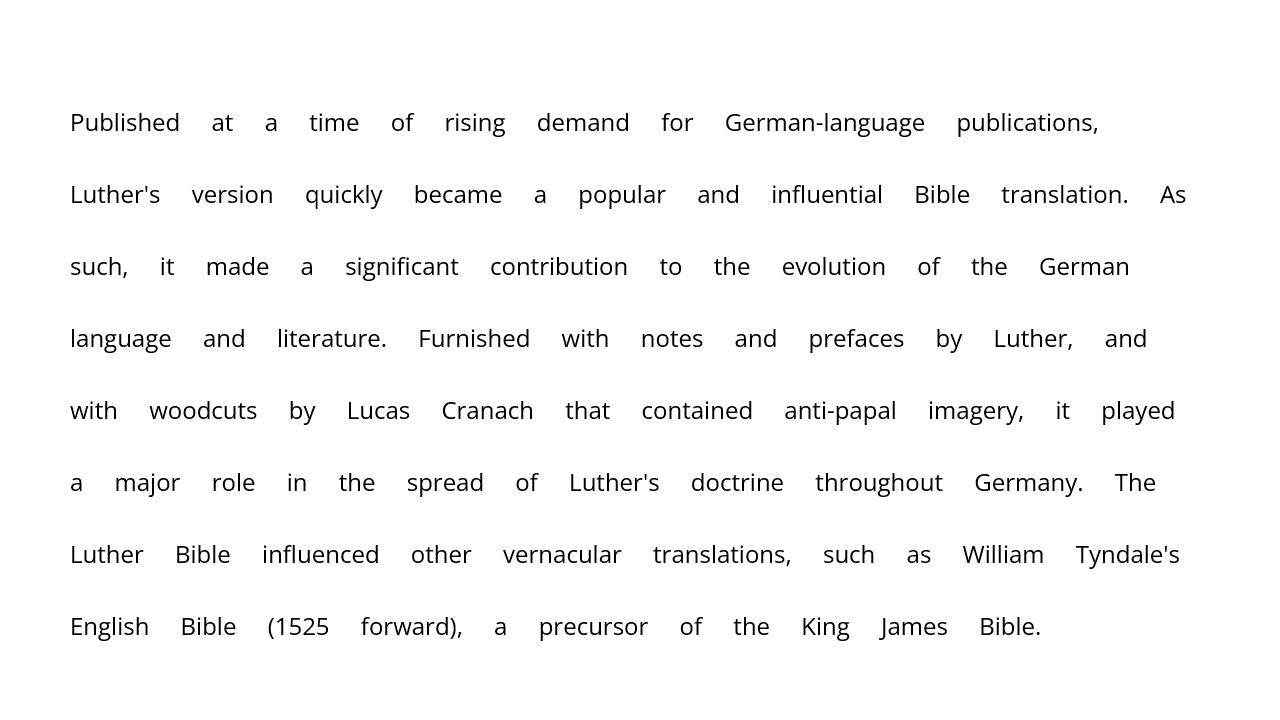 Published at a time of rising demand for German-language publications,
Luther's version quickly became a popular and influential Bible translation. As
such, it made a significant contribution to the evolution of the German
language and literature. Furnished with notes and prefaces by Luther, and
with woodcuts by Lucas Cranach that contained anti-papal imagery, it played
a major role in the spread of Luther's doctrine throughout Germany. The
Luther Bible influenced other vernacular translations, such as William Tyndale's
English Bible (1525 forward), a precursor of the King James Bible.